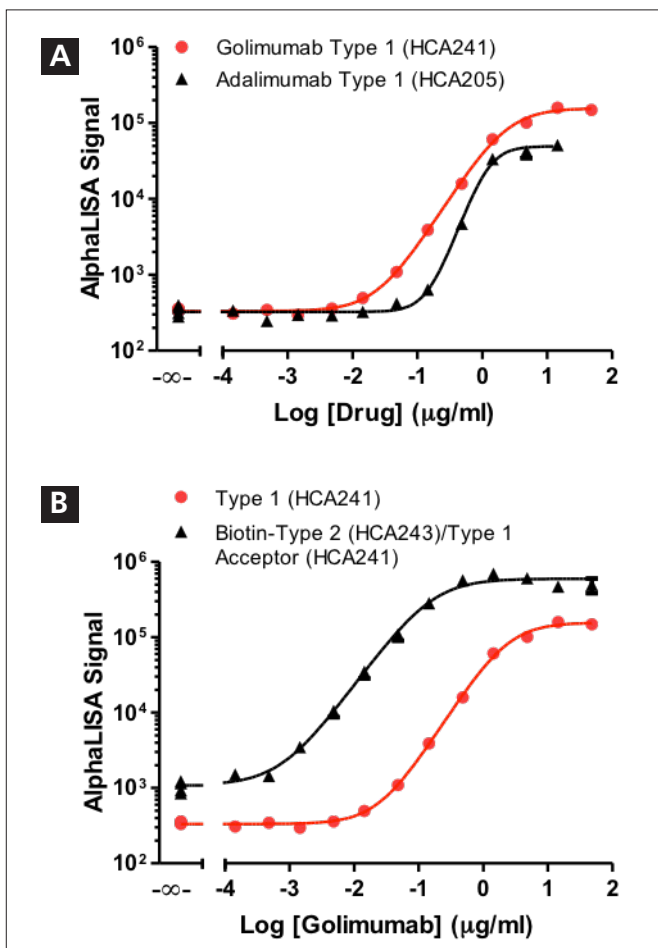 A
Golimumab Type 1 (HCA241)
Adalimumab Type 1 (HCA205)
AlphaLISA Signal
10⁶
10⁵
10⁴
10³
10²
-∞-
-4
-3
-2
-1
0
1
2
Log [Drug] (µg/ml)
B
Type 1 (HCA241)
Biotin-Type 2 (HCA243)/Type 1
Acceptor (HCA241)
AlphaLISA Signal
10⁶
10⁵
10⁴
10³
10²
-∞-
-4
-3
-2
-1
0
1
2
Log [Golimumab] (µg/ml)